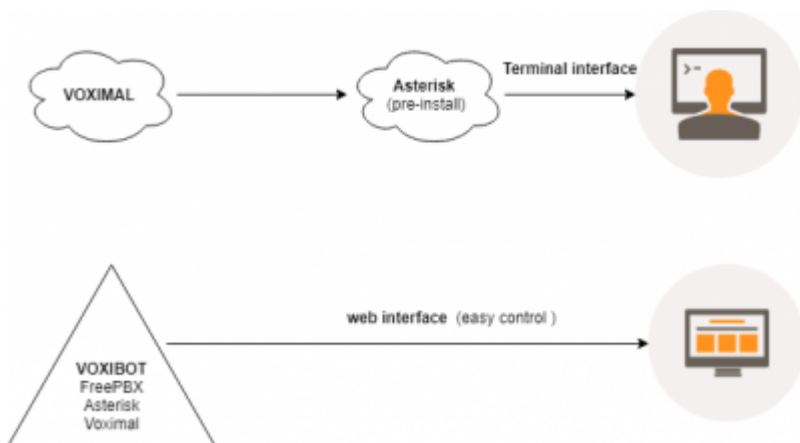 VOXIMAL
Asterisk
(pre-install)
Terminal interface
>-
web interface (easy control )
VOXIBOT
FreePBX
Asterisk
Voximal